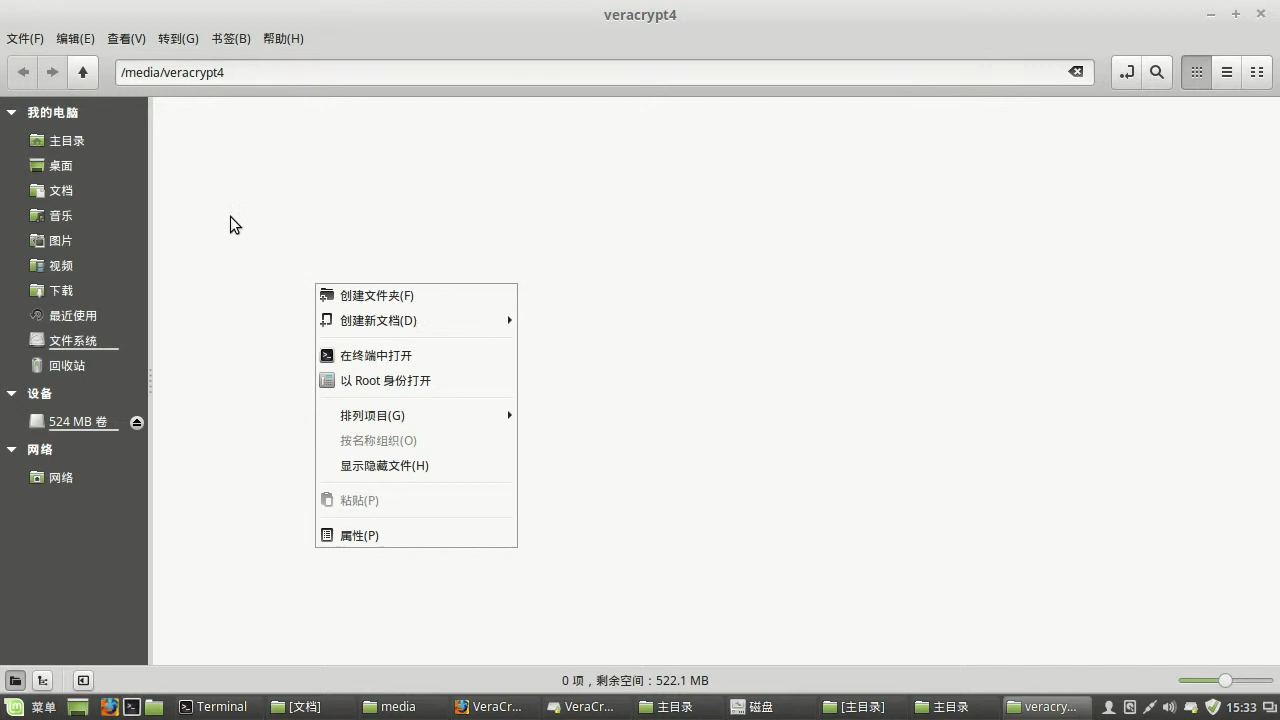 veracrypt4
文件(F) 编辑(E) 查看(V) 转到(G) 书签(B) 帮助(H)
/media/veracrypt4
我的电脑
主目录
桌面
文档
音乐
图片
视频
下载
最近使用
文件系统
回收站
设备
524 MB 卷
网络
网络
创建文件夹(F)
创建新文档(D)
在终端中打开
以 Root 身份打开
排列项目(G)
按名称组织(O)
显示隐藏文件(H)
粘贴(P)
属性(P)
0 项，剩余空间：522.1 MB
菜单 Terminal [文档] media VeraCr... VeraCr... 主目录 磁盘 [主目录] 主目录 veracry... 15:33